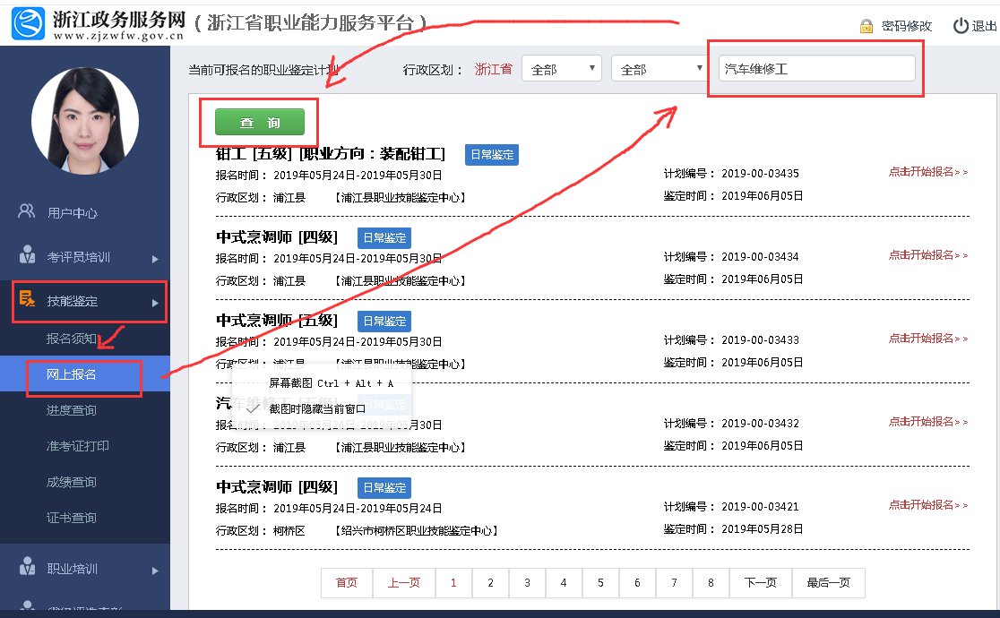 浙江政务服务网
www.zjzwfw.gov.cn
(浙江省职业能力服务平台)
密码修改
退出
当前可报名的职业鉴定计划
行政区划： 浙江省 全部 全部 汽车维修工
查 询
用户中心
考评员培训
技能鉴定
报名须知
网上报名
进度查询
准考证打印
成绩查询
证书查询
职业培训
钳工 [五级] [职业方向：装配钳工] 日常鉴定
报名时间： 2019年05月24日-2019年05月30日 计划编号： 2019-00-03435 点击开始报名>>
行政区划： 浦江县 【浦江县职业技能鉴定中心】 鉴定时间： 2019年06月05日
中式烹调师 [四级] 日常鉴定
报名时间： 2019年05月24日-2019年05月30日 计划编号： 2019-00-03434 点击开始报名>>
行政区划： 浦江县 【浦江县职业技能鉴定中心】 鉴定时间： 2019年06月05日
中式烹调师 [五级] 日常鉴定
报名时间： 2019年05月24日-2019年05月30日 计划编号： 2019-00-03433 点击开始报名>>
行政区划： 浦江县 【浦江县职业技能鉴定中心】 鉴定时间： 2019年06月05日
屏幕截图 Ctrl + Alt + A
汽车维修工 [五级] 日常鉴定
截图时隐藏当前窗口
报名时间： 2019年05月24日-2019年05月30日 计划编号： 2019-00-03432 点击开始报名>>
行政区划： 浦江县 【浦江县职业技能鉴定中心】 鉴定时间： 2019年06月05日
中式烹调师 [四级] 日常鉴定
报名时间： 2019年05月24日-2019年05月24日 计划编号： 2019-00-03421 点击开始报名>>
行政区划： 柯桥区 【绍兴市柯桥区职业技能鉴定中心】 鉴定时间： 2019年05月28日
首页 上一页 1 2 3 4 5 6 7 8 下一页 最后一页